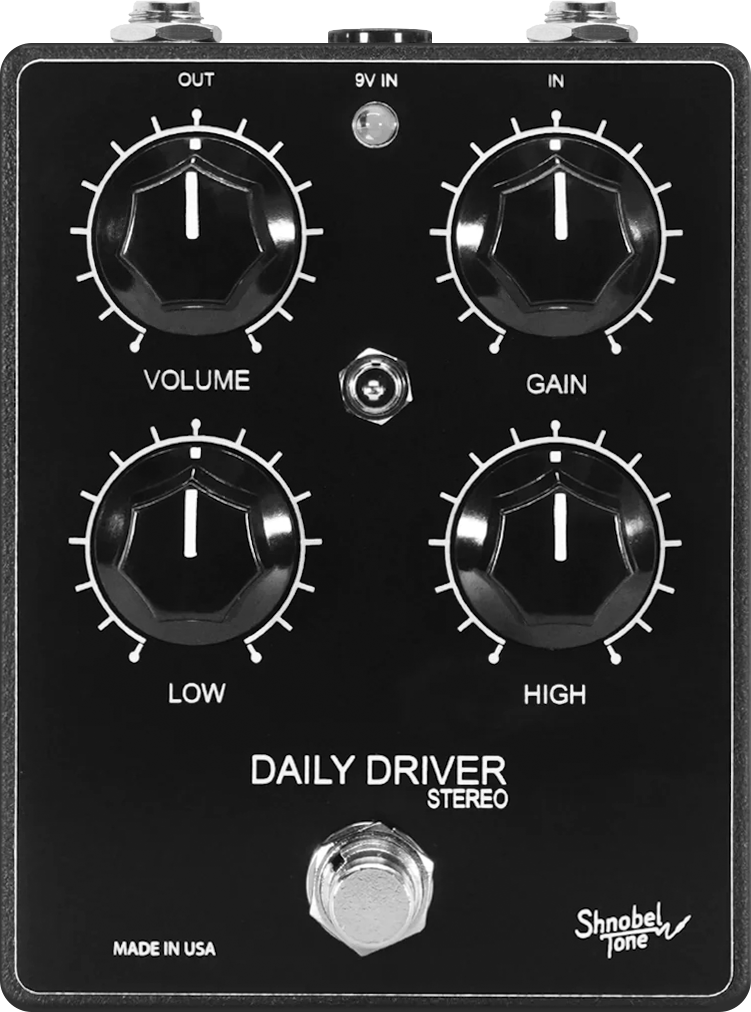 OUT 9V IN IN
VOLUME GAIN
LOW HIGH
DAILY DRIVER
STEREO
MADE IN USA
Shnobel
Tone